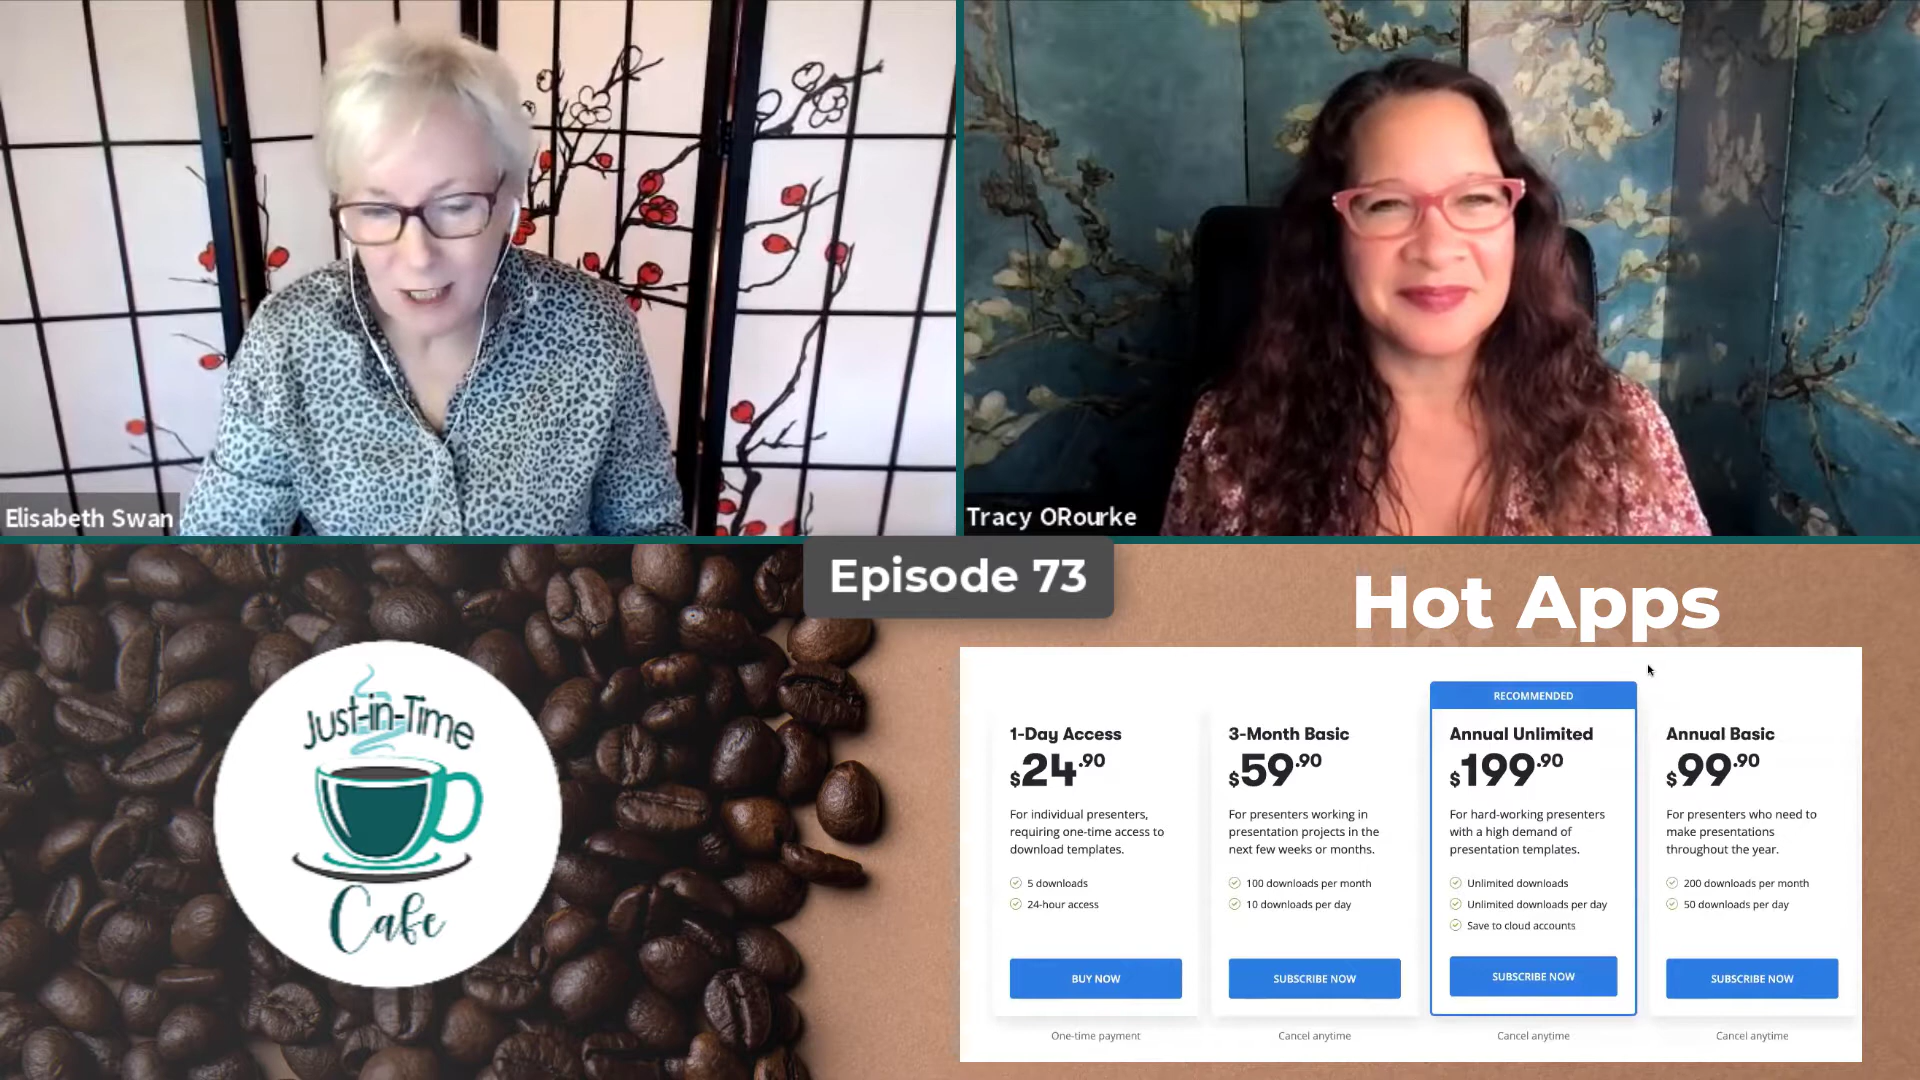 Elisabeth Swan
Tracy ORourke
Episode 73
Hot Apps
Just-in-Time
Cafe
RECOMMENDED
1-Day Access
$24.90
For individual presenters,
requiring one-time access to
download templates.
5 downloads
24-hour access
BUY NOW
One-time payment
3-Month Basic
$59.90
For presenters working in
presentation projects in the
next few weeks or months.
100 downloads per month
10 downloads per day
SUBSCRIBE NOW
Cancel anytime
Annual Unlimited
$199.90
For hard-working presenters
with a high demand of
presentation templates.
Unlimited downloads
Unlimited downloads per day
Save to cloud accounts
SUBSCRIBE NOW
Cancel anytime
Annual Basic
$99.90
For presenters who need to
make presentations
throughout the year.
200 downloads per month
50 downloads per day
SUBSCRIBE NOW
Cancel anytime